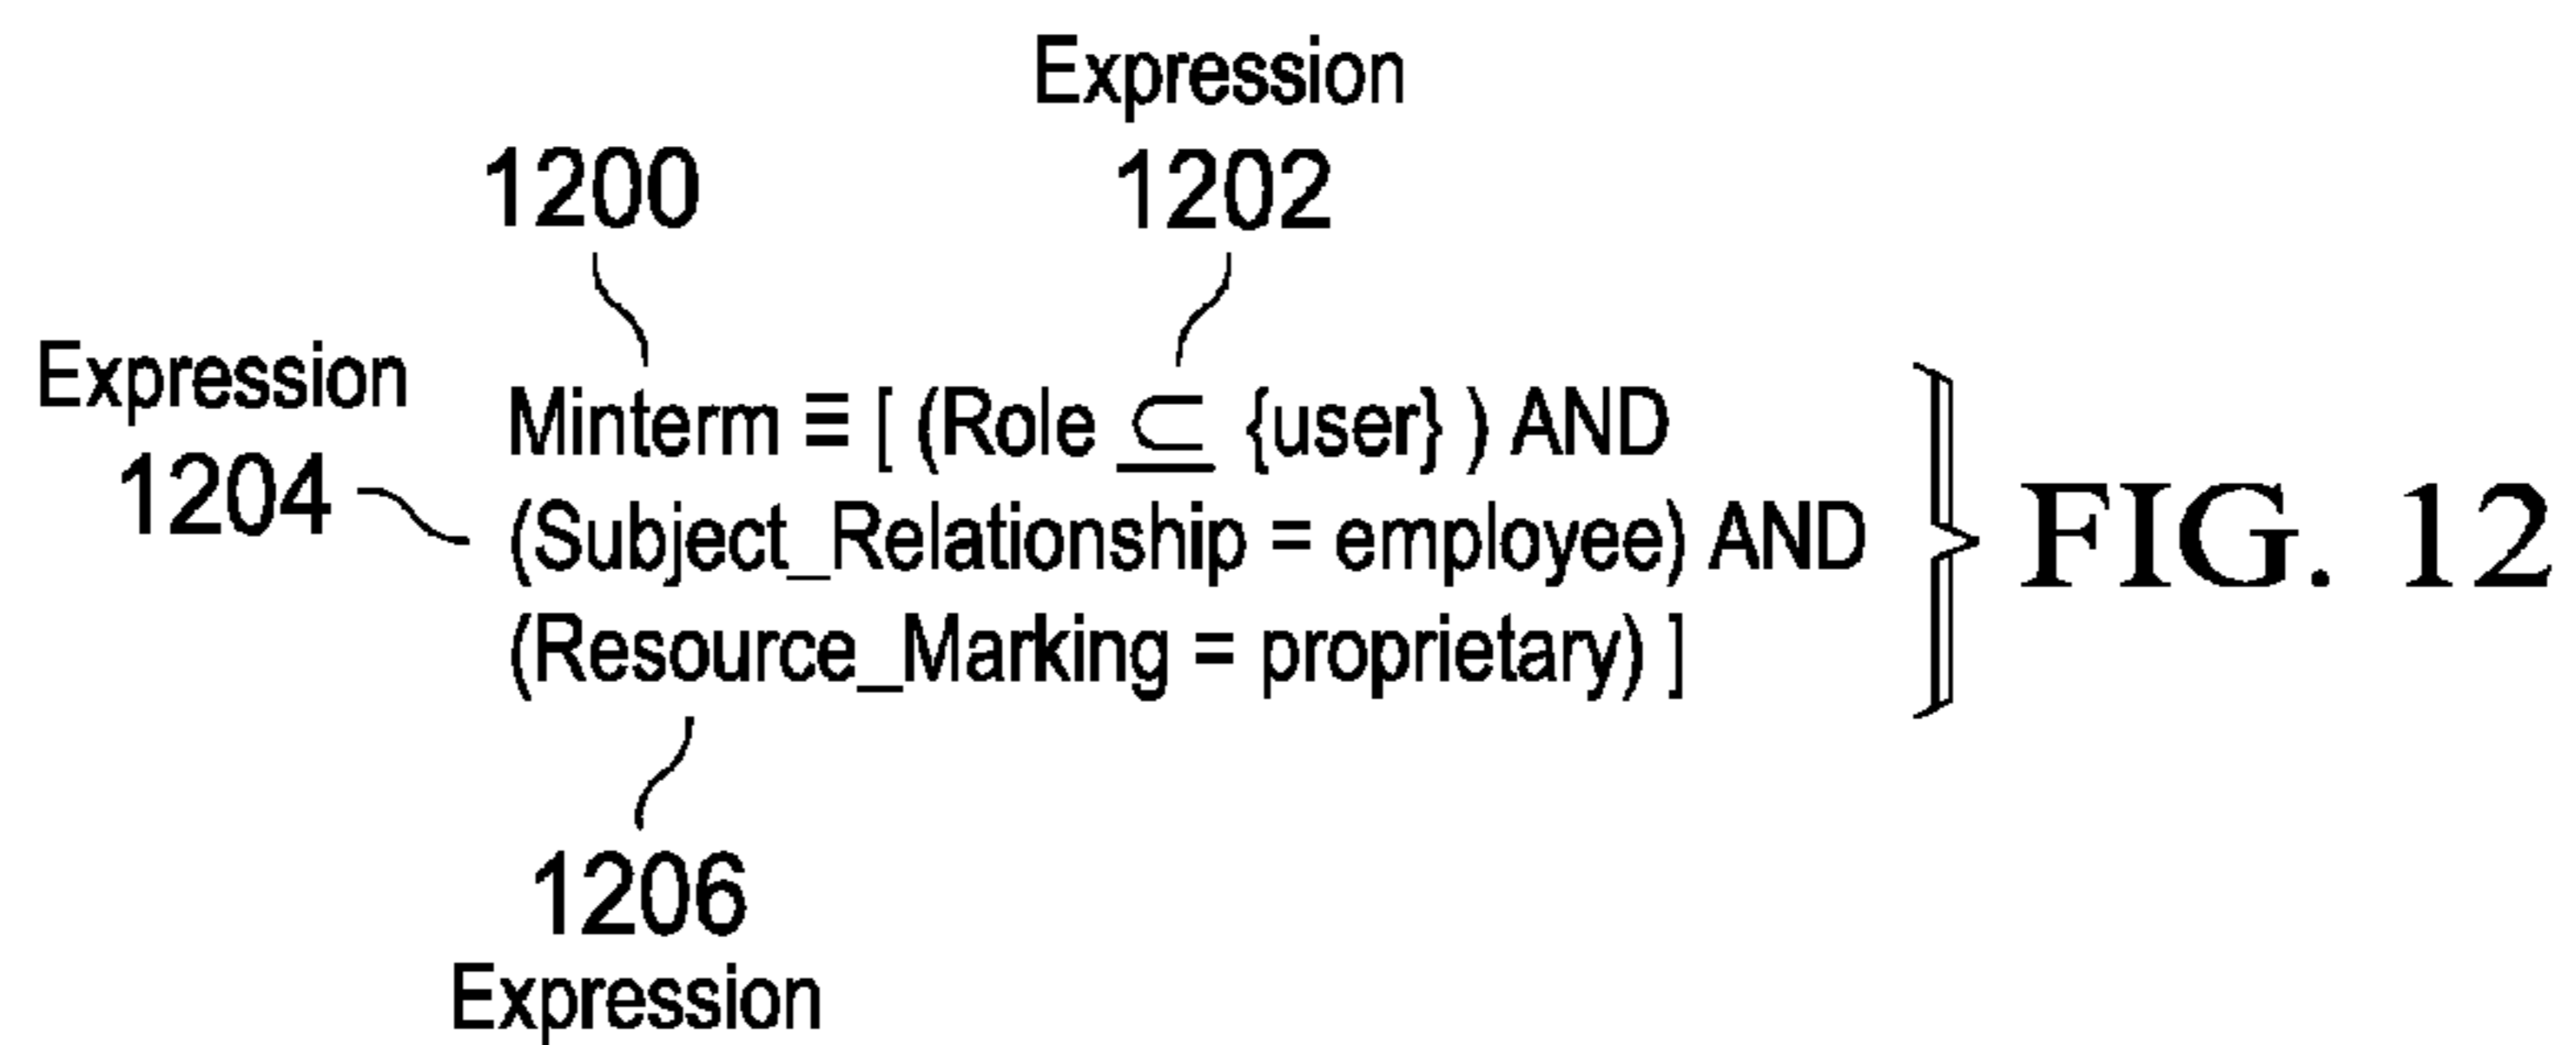 Expression
1200 1202
Expression
Minterm ≡ [ (Role ⊆ {user} ) AND
1204
(Subject_Relationship = employee) AND
FIG. 12
(Resource_Marking = proprietary) ]
1206
Expression